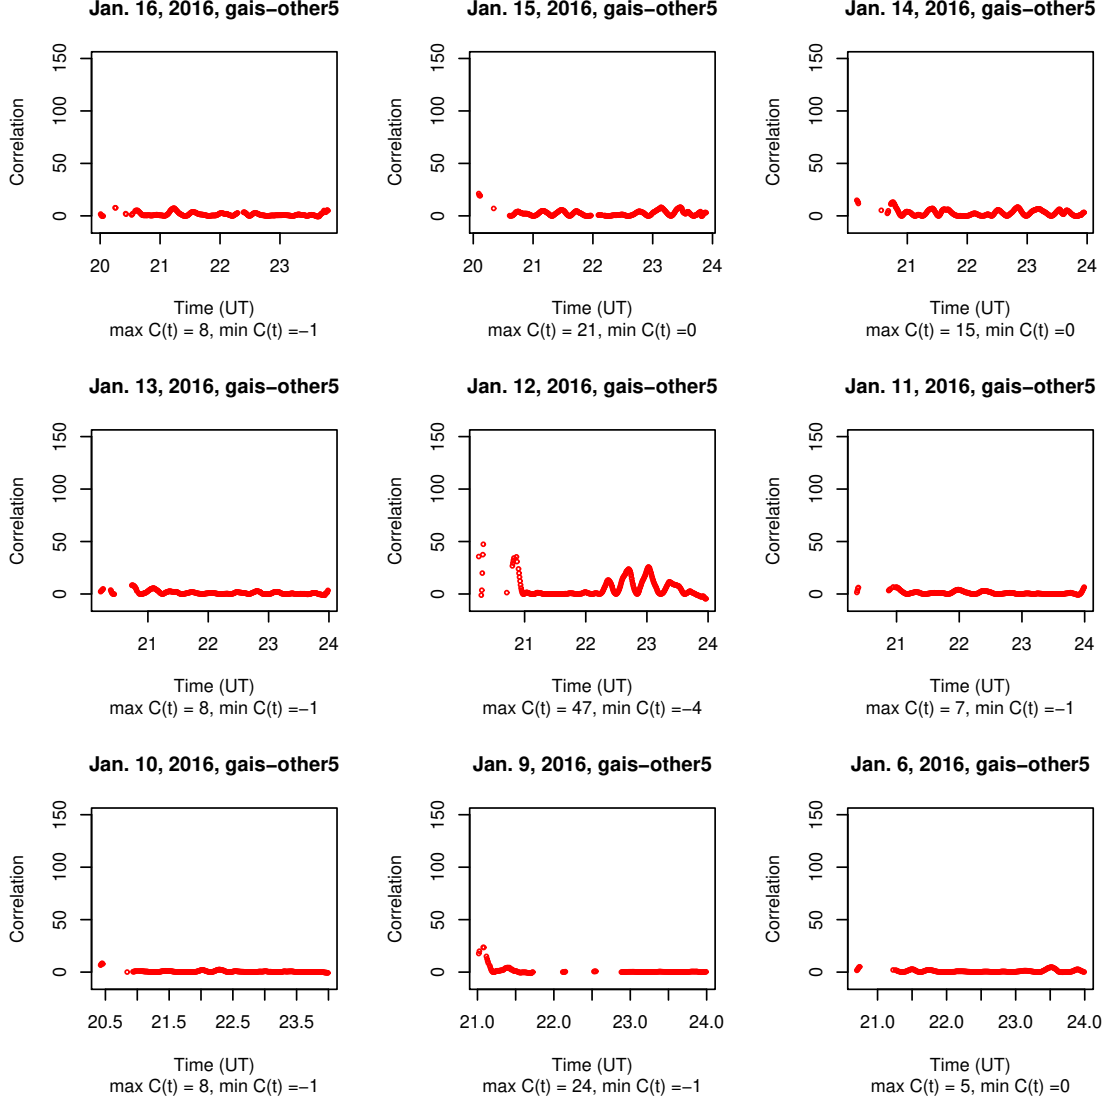 Jan. 16, 2016, gais−other5
Correlation
150
100
50
0
20 21 22 23
Time (UT)
max C(t) = 8, min C(t) =−1
Jan. 15, 2016, gais−other5
Correlation
150
100
50
0
20 21 22 23 24
Time (UT)
max C(t) = 21, min C(t) =0
Jan. 14, 2016, gais−other5
Correlation
150
100
50
0
21 22 23 24
Time (UT)
max C(t) = 15, min C(t) =0
Jan. 13, 2016, gais−other5
Correlation
150
100
50
0
21 22 23 24
Time (UT)
max C(t) = 8, min C(t) =−1
Jan. 12, 2016, gais−other5
Correlation
150
100
50
0
21 22 23 24
Time (UT)
max C(t) = 47, min C(t) =−4
Jan. 11, 2016, gais−other5
Correlation
150
100
50
0
21 22 23 24
Time (UT)
max C(t) = 7, min C(t) =−1
Jan. 10, 2016, gais−other5
Correlation
150
100
50
0
20.5 21.5 22.5 23.5
Time (UT)
max C(t) = 8, min C(t) =−1
Jan. 9, 2016, gais−other5
Correlation
150
100
50
0
21.0 22.0 23.0 24.0
Time (UT)
max C(t) = 24, min C(t) =−1
Jan. 6, 2016, gais−other5
Correlation
150
100
50
0
21.0 22.0 23.0 24.0
Time (UT)
max C(t) = 5, min C(t) =0